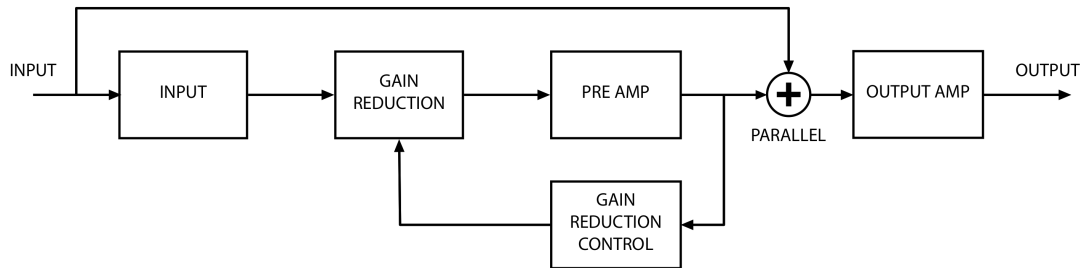 INPUT
INPUT
GAIN
REDUCTION
PRE AMP
PARALLEL
OUTPUT AMP
OUTPUT
GAIN
REDUCTION
CONTROL